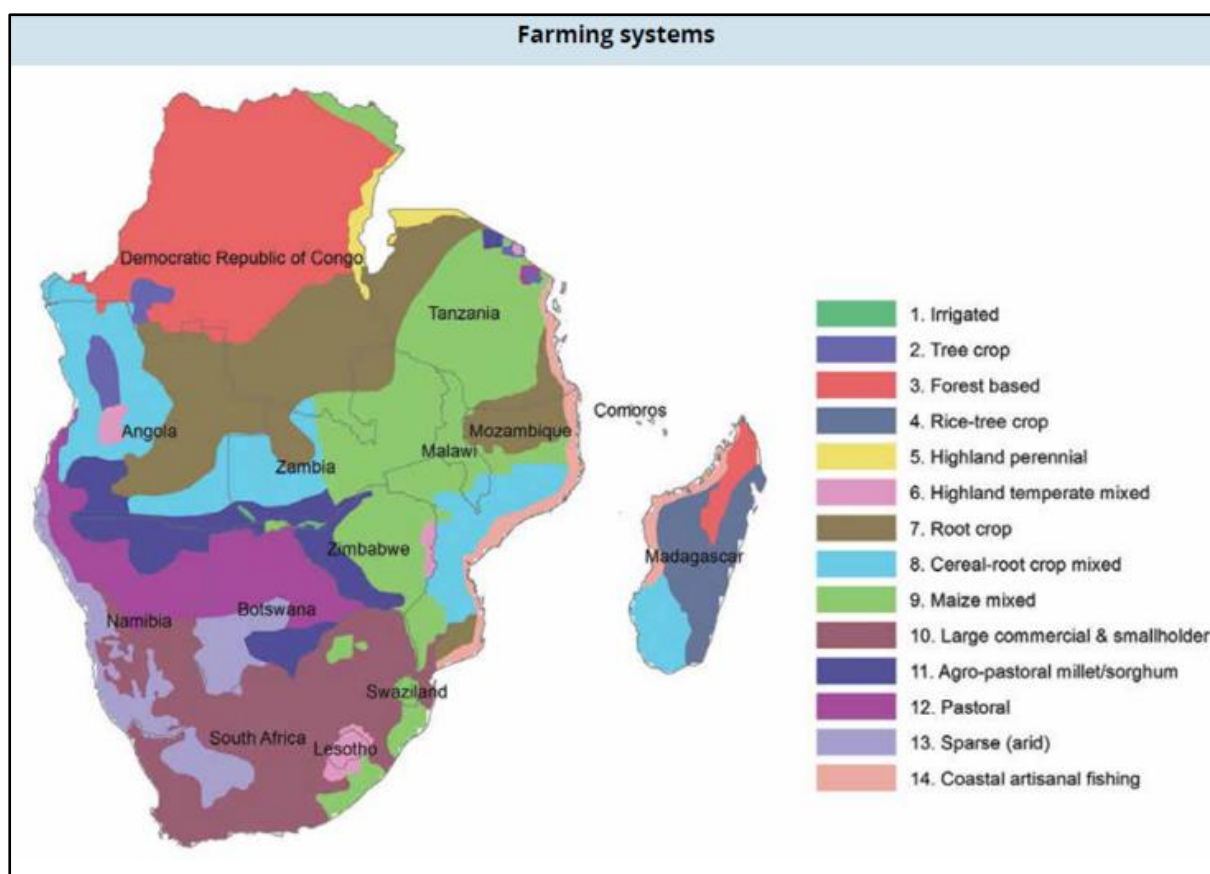 Farming systems
Democratic Republic of Congo
Tanzania
Comoros
Angola
Mozambique
Malawi
Zambia
Zimbabwe
Madagascar
Botswana
Namibia
Swaziland
South Africa
Lesotho
1. Irrigated
2. Tree crop
3. Forest based
4. Rice-tree crop
5. Highland perennial
6. Highland temperate mixed
7. Root crop
8. Cereal-root crop mixed
9. Maize mixed
10. Large commercial & smallholder
11. Agro-pastoral millet/sorghum
12. Pastoral
13. Sparse (arid)
14. Coastal artisanal fishing